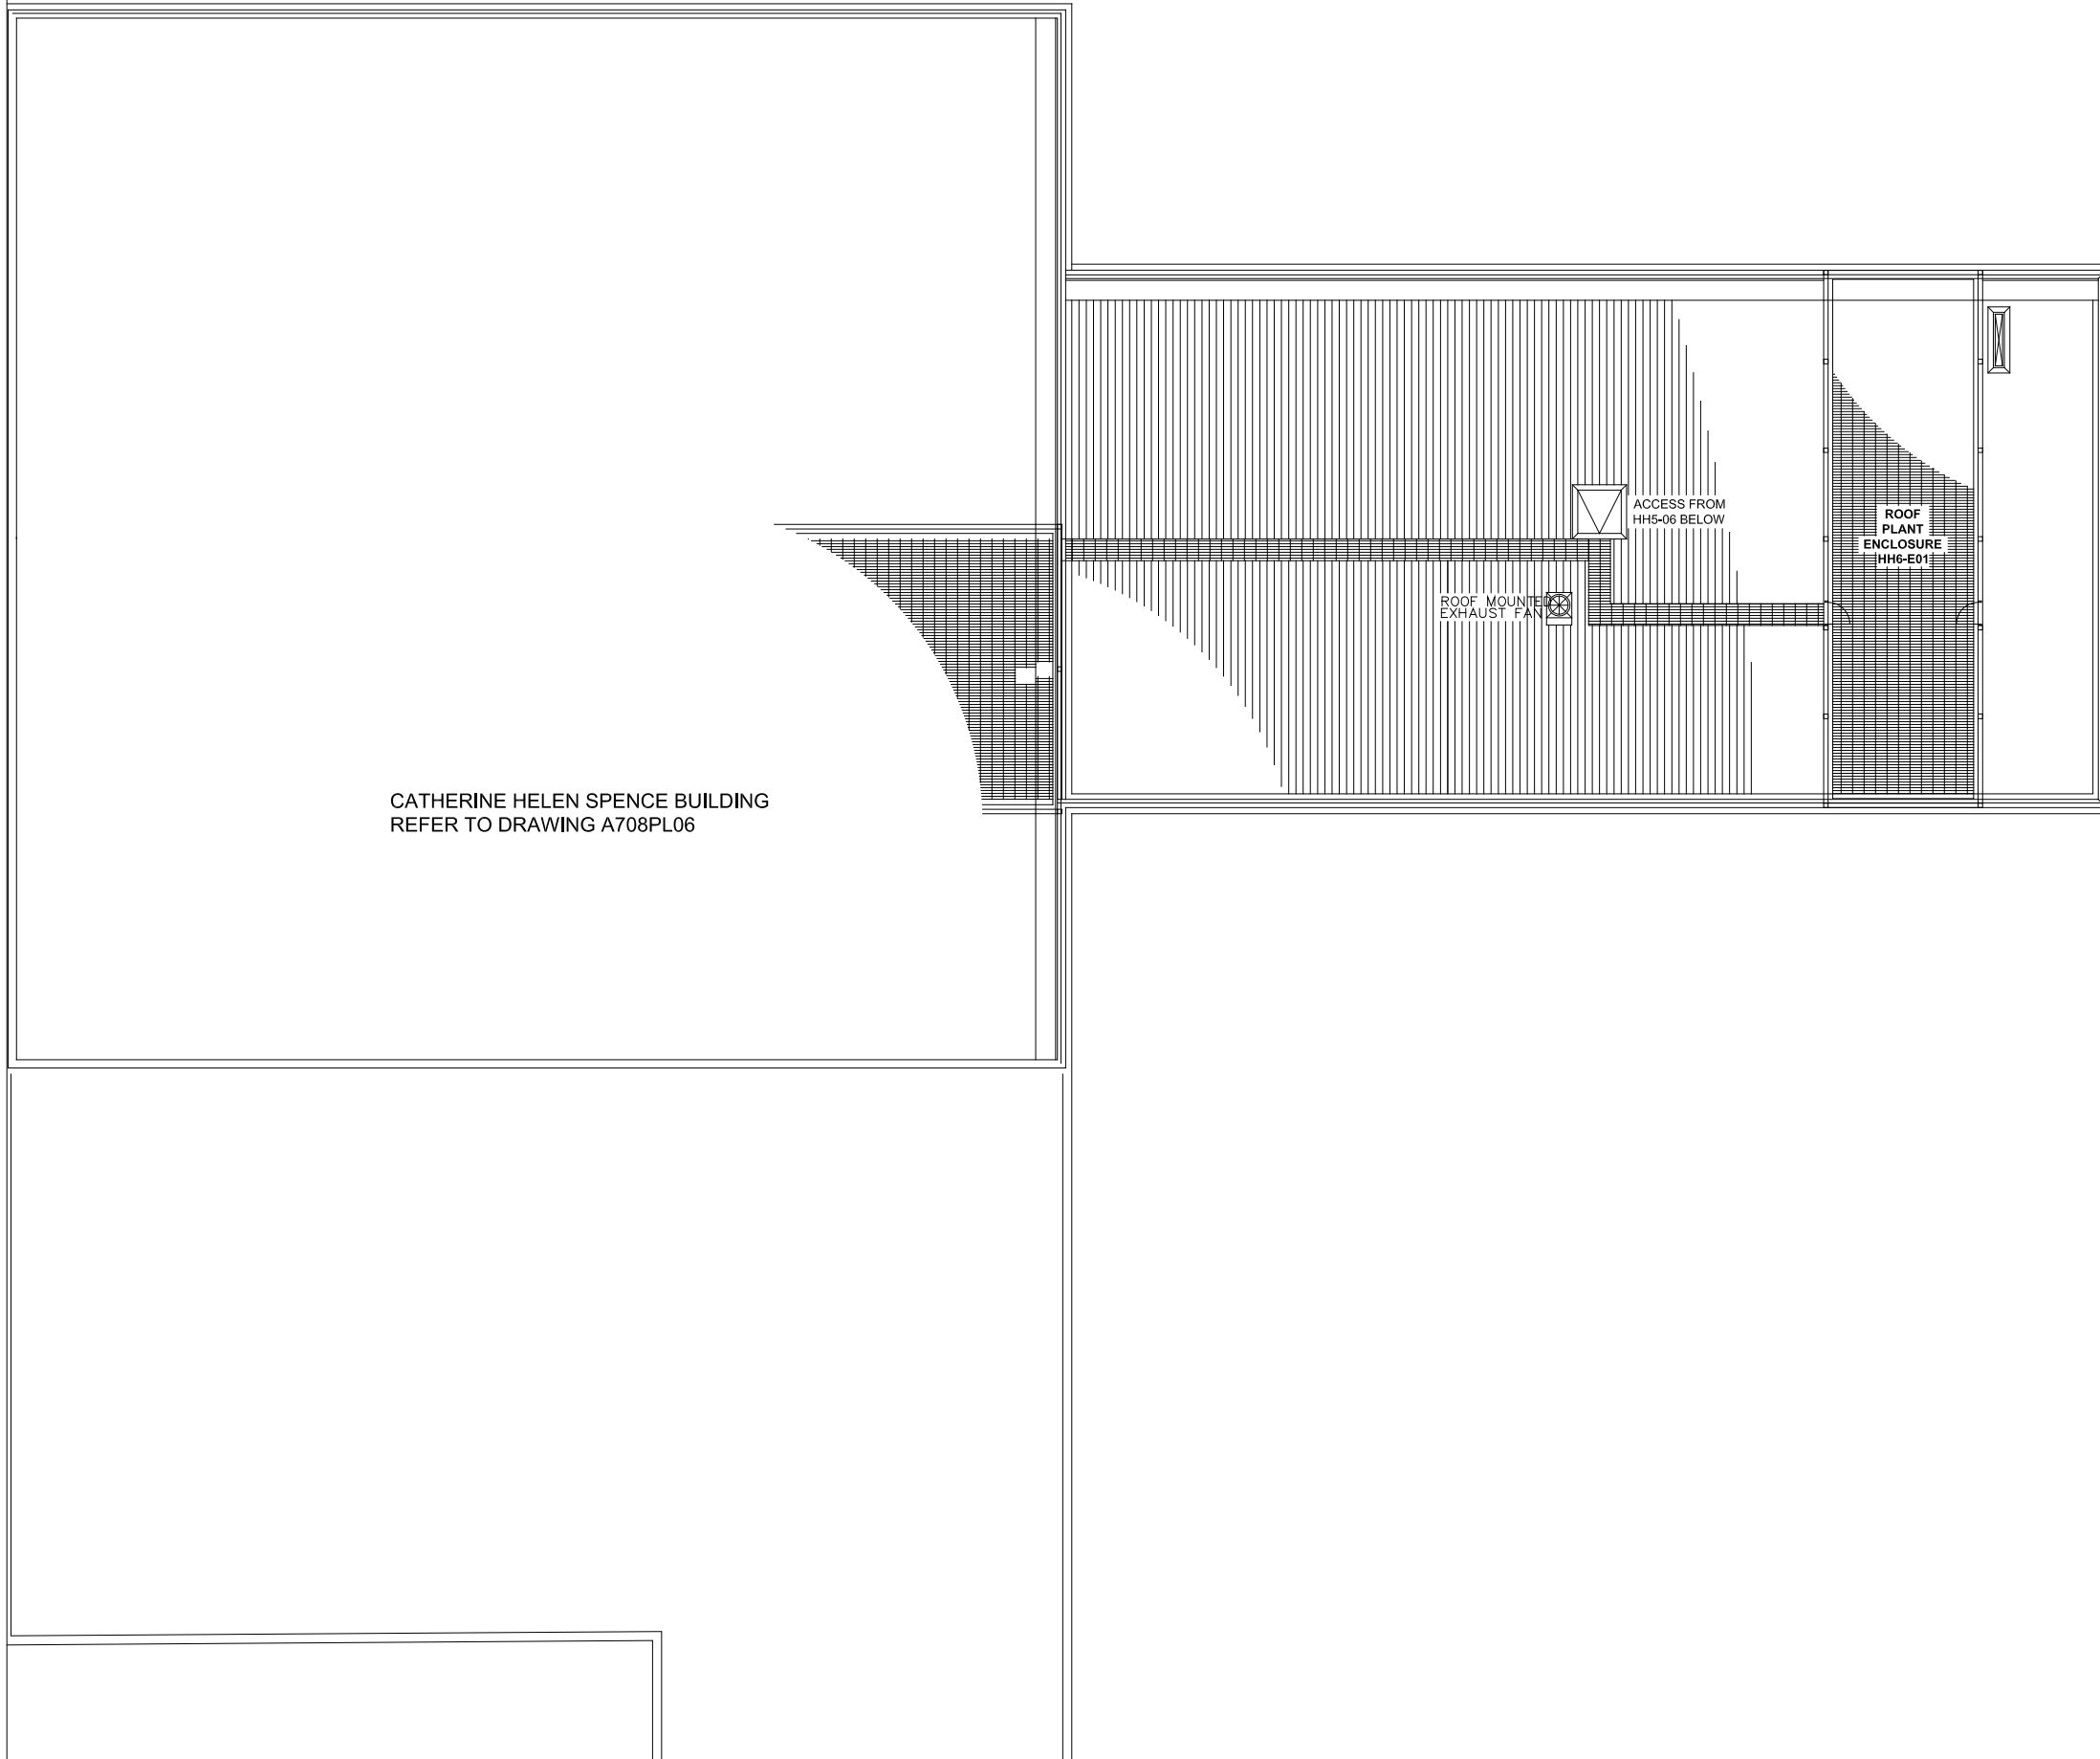 ACCESS FROM
HH5-06 BELOW
ROOF
PLANT
ENCLOSURE
HH6-E01
ROOF MOUNTED
EXHAUST FAN
CATHERINE HELEN SPENCE BUILDING
REFER TO DRAWING A708PL06